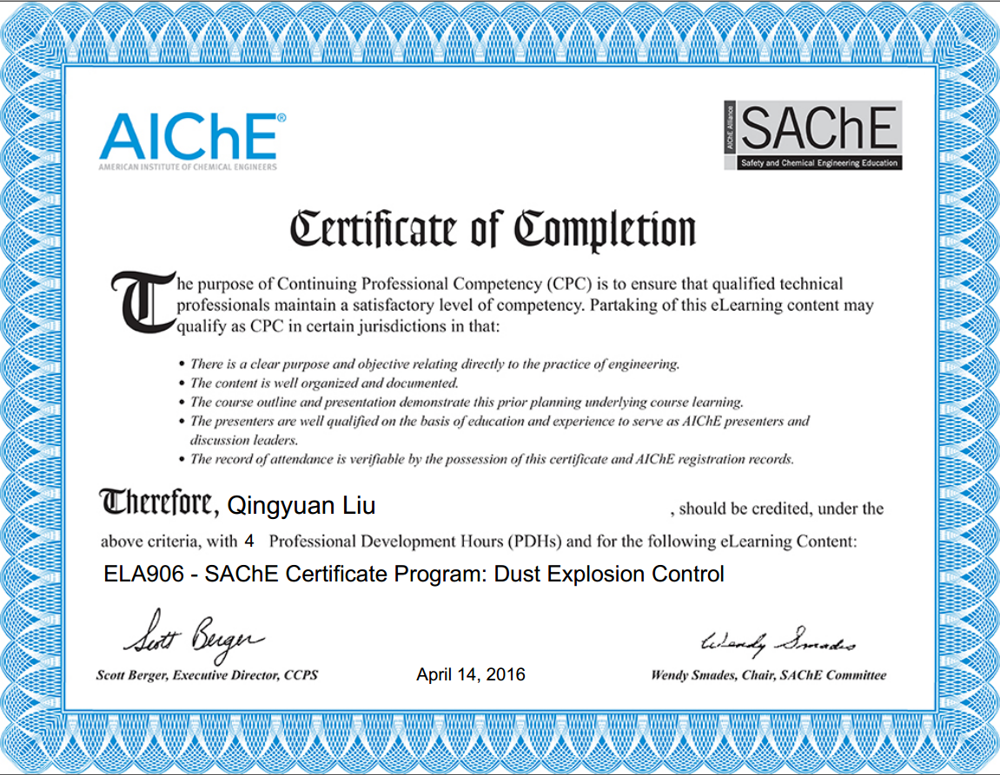 AIChE®
AMERICAN INSTITUTE OF CHEMICAL ENGINEERS
AIChE Alliance
SAChE
Safety and Chemical Engineering Education
Certificate of Completion
The purpose of Continuing Professional Competency (CPC) is to ensure that qualified technical
professionals maintain a satisfactory level of competency. Partaking of this eLearning content may
qualify as CPC in certain jurisdictions in that:
• There is a clear purpose and objective relating directly to the practice of engineering.
• The content is well organized and documented.
• The course outline and presentation demonstrate this prior planning underlying course learning.
• The presenters are well qualified on the basis of education and experience to serve as AIChE presenters and
discussion leaders.
• The record of attendance is verifiable by the possession of this certificate and AIChE registration records.
Therefore, Qingyuan Liu , should be credited, under the
above criteria, with 4 Professional Development Hours (PDHs) and for the following eLearning Content:
ELA906 - SAChE Certificate Program: Dust Explosion Control
Scott Berger Wendy Smades
Scott Berger, Executive Director, CCPS April 14, 2016 Wendy Smades, Chair, SAChE Committee